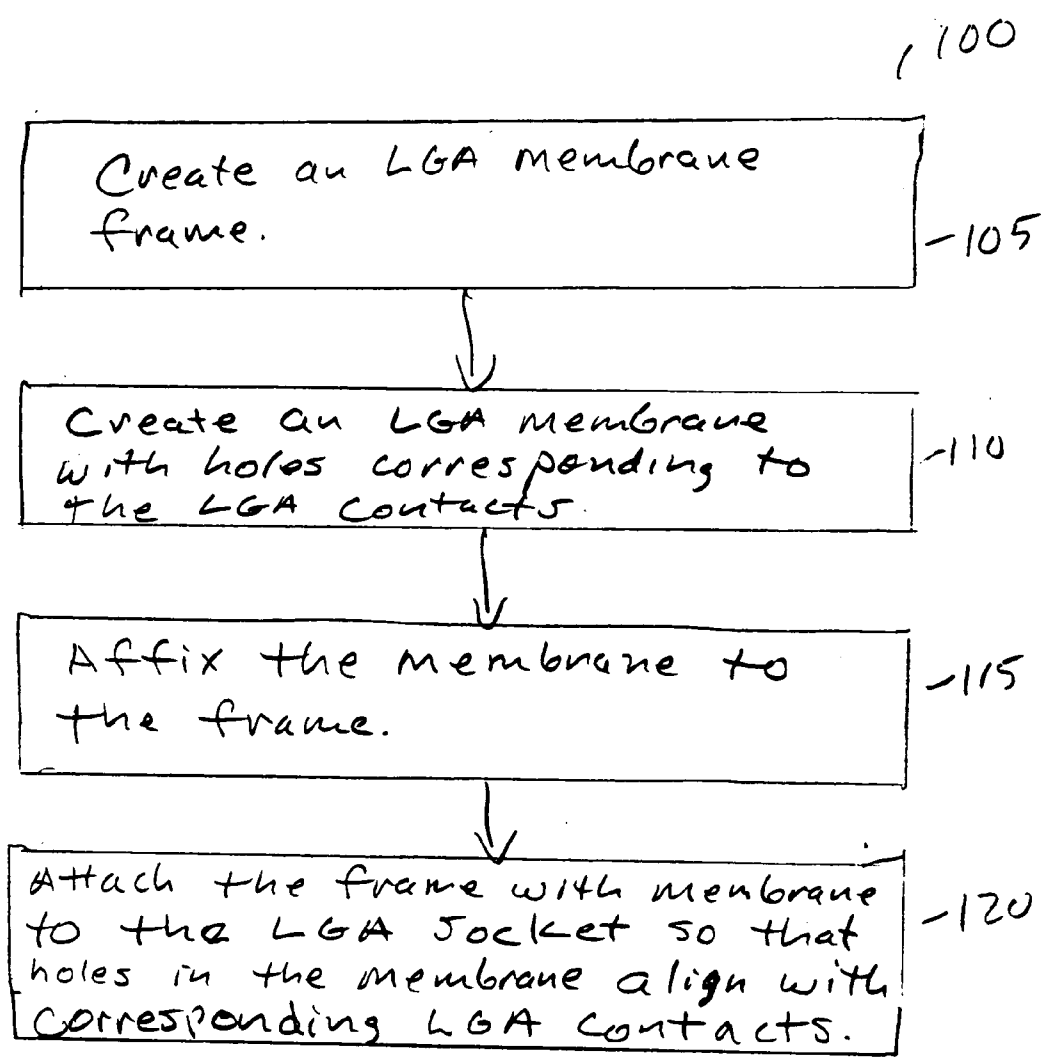 100
Create an LGA membrane
frame.
105
Create an LGA membrane
with holes corresponding to
the LGA contacts.
110
Affix the membrane to
the frame.
115
Attach the frame with membrane
to the LGA Socket so that
holes in the membrane align with
corresponding LGA contacts.
120